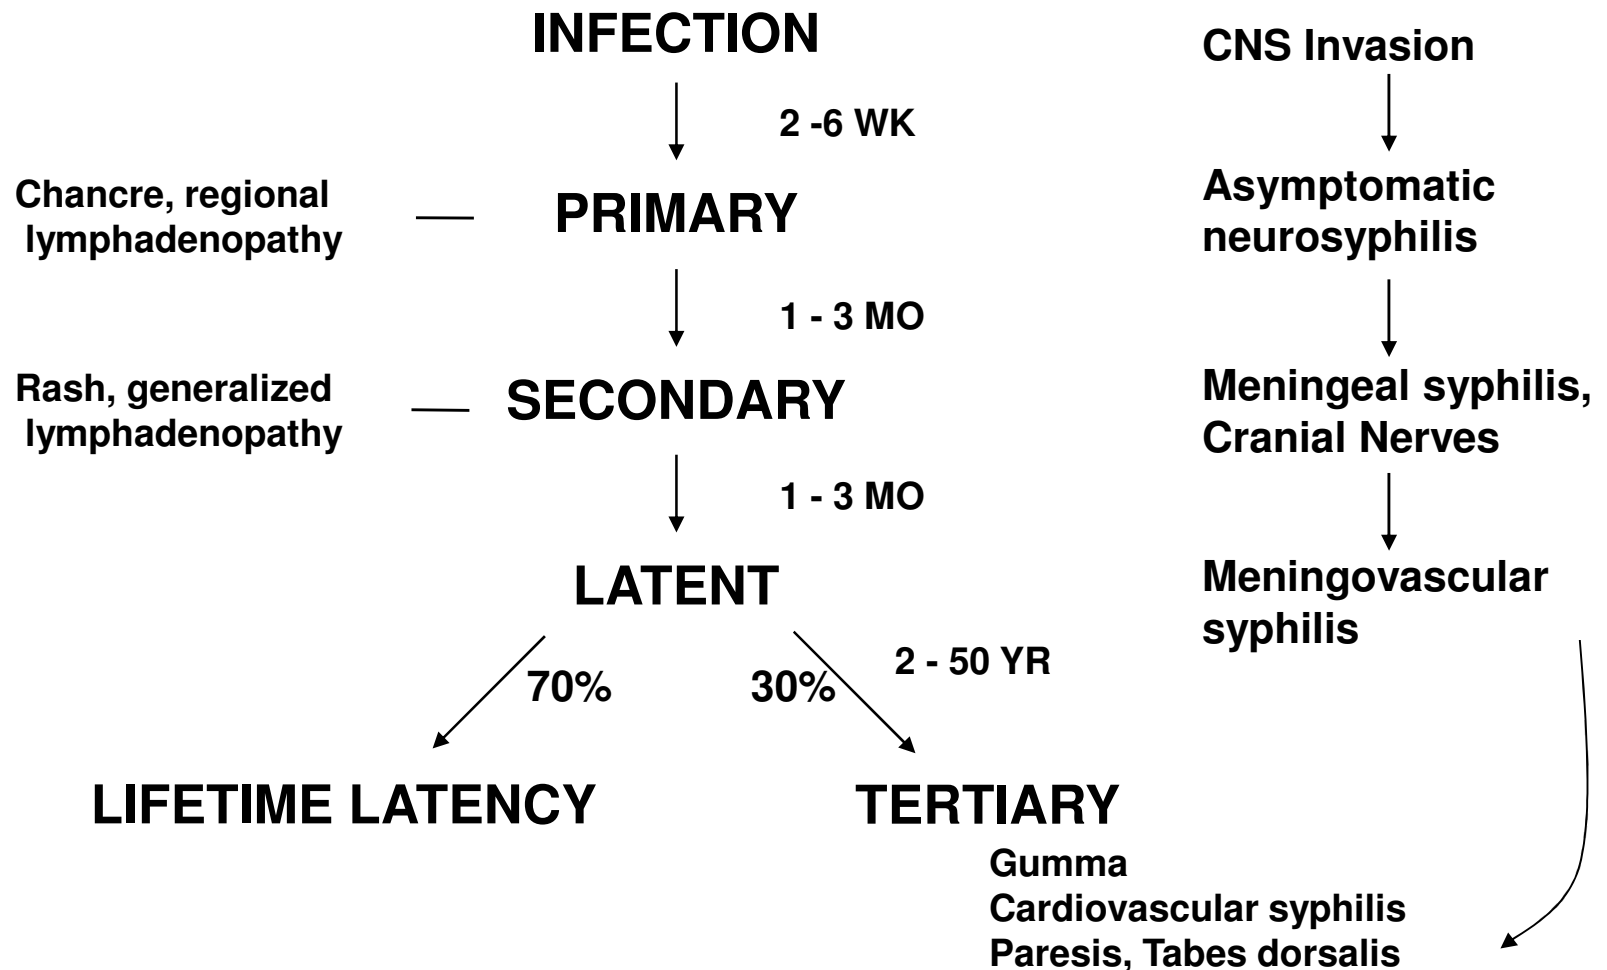 INFECTION
2 -6 WK
Chancre, regional
lymphadenopathy
PRIMARY
1 - 3 MO
Rash, generalized
lymphadenopathy
SECONDARY
1 - 3 MO
LATENT
70%
30%
2 - 50 YR
LIFETIME LATENCY
TERTIARY
Gumma
Cardiovascular syphilis
Paresis, Tabes dorsalis
CNS Invasion
Asymptomatic
neurosyphilis
Meningeal syphilis,
Cranial Nerves
Meningovascular
syphilis